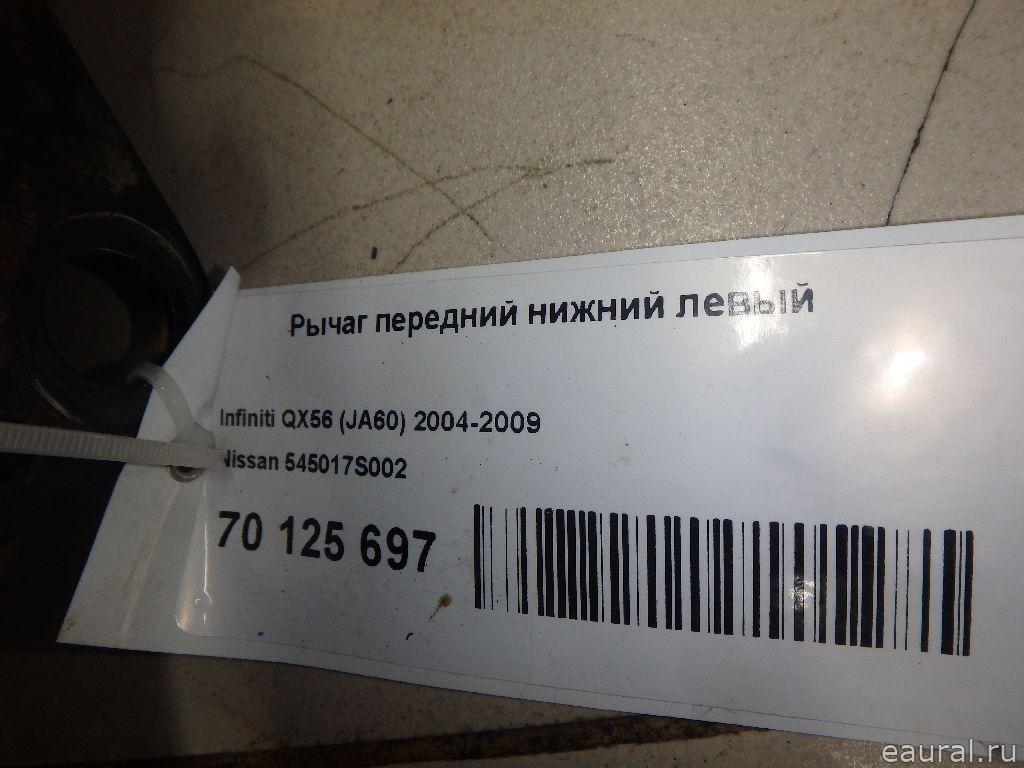 Рычаг передний нижний левый
Infiniti QX56 (JA60) 2004-2009
Nissan 545017S002
70 125 697
eaural.ru